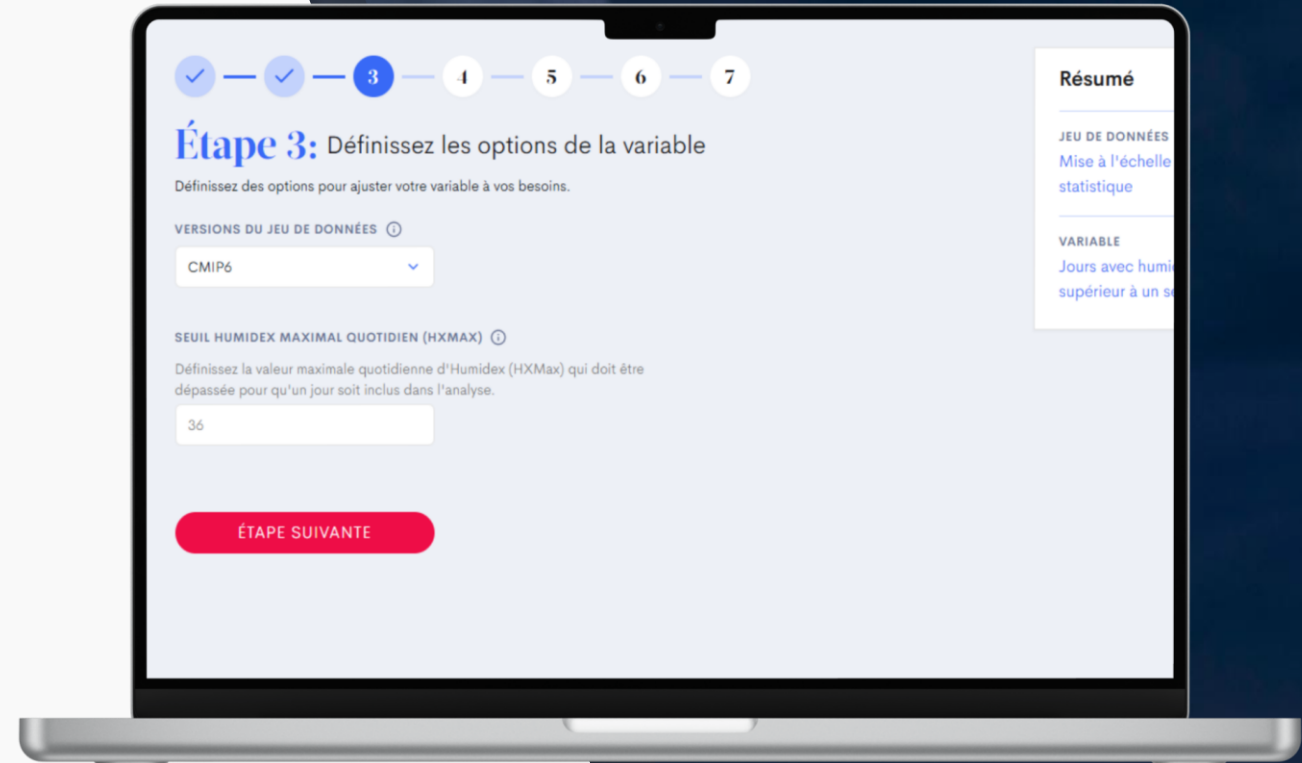 3 4 5 6 7
Étape 3: Définissez les options de la variable
Définissez des options pour ajuster votre variable à vos besoins.
VERSIONS DU JEU DE DONNÉES
CMIP6
SEUIL HUMIDEX MAXIMAL QUOTIDIEN (HXMAX)
Définissez la valeur maximale quotidienne d'Humidex (HXMax) qui doit être
dépassée pour qu'un jour soit inclus dans l'analyse.
36
ÉTAPE SUIVANTE
Résumé
JEU DE DONNÉES
Mise à l'échelle
statistique
VARIABLE
Jours avec
supérieur à un